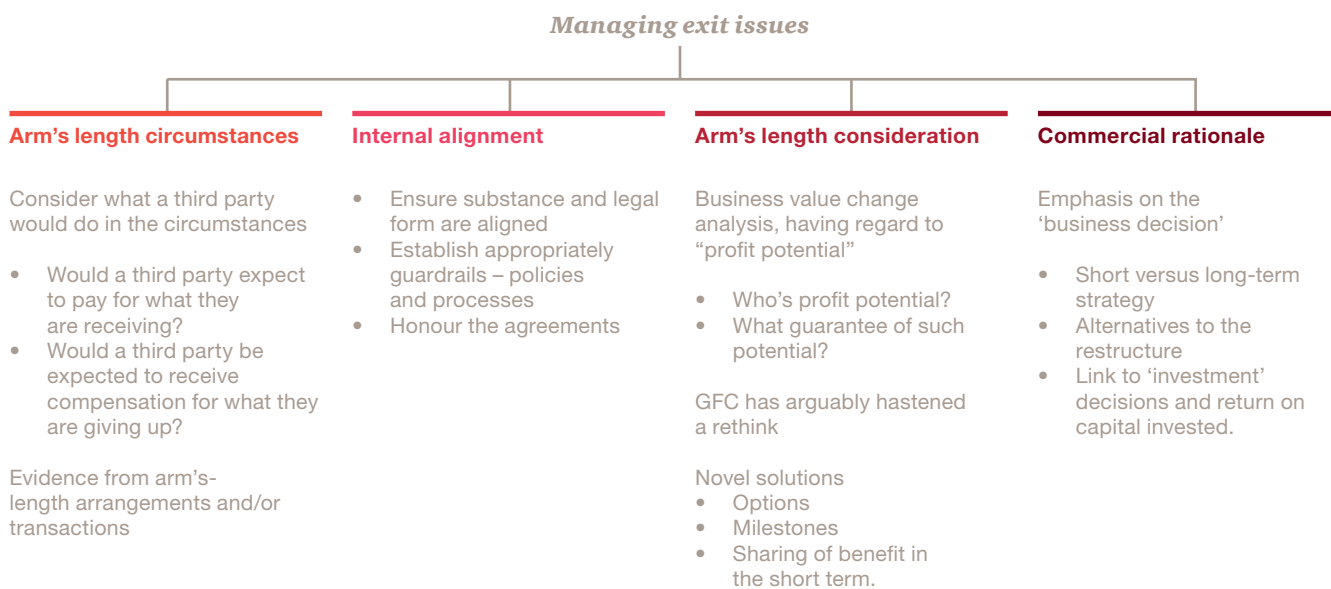 Managing exit issues
Arm’s length circumstances
Consider what a third party
would do in the circumstances
• Would a third party expect
to pay for what they
are receiving?
• Would a third party be
expected to receive
compensation for what they
are giving up?
Evidence from arm’s-
length arrangements and/or
transactions
Internal alignment
• Ensure substance and legal
form are aligned
• Establish appropriately
guardrails – policies
and processes
• Honour the agreements
Arm’s length consideration
Business value change
analysis, having regard to
“profit potential”
• Who’s profit potential?
• What guarantee of such
potential?
GFC has arguably hastened
a rethink
Novel solutions
• Options
• Milestones
• Sharing of benefit in
the short term.
Commercial rationale
Emphasis on the
‘business decision’
• Short versus long-term
strategy
• Alternatives to the
restructure
• Link to ‘investment’
decisions and return on
capital invested.